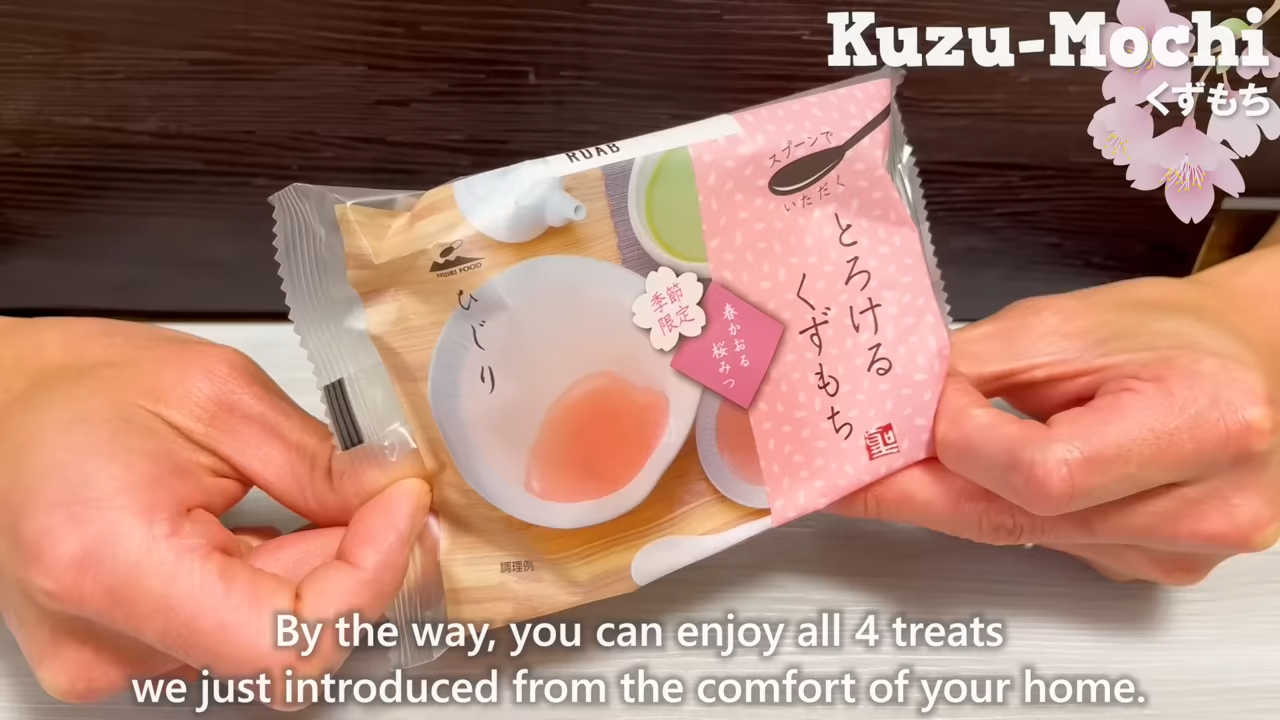 Kuzu-Mochi
くずもち
スプーンで
いただく
とろける
くずもち
季節
限定
春かおる
桜みつ
HIJIKI FOOD
ひじり
調理例
By the way, you can enjoy all 4 treats
we just introduced from the comfort of your home.